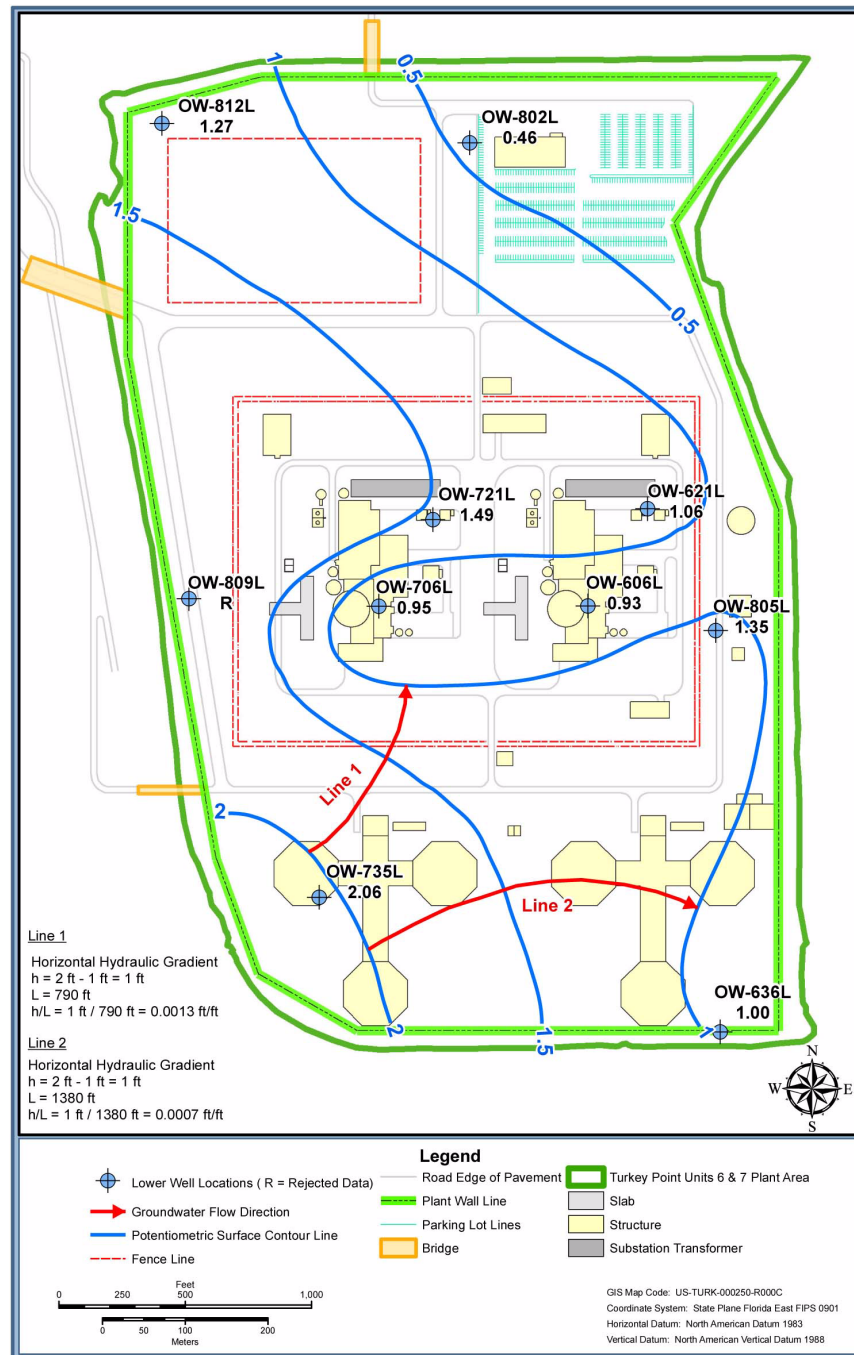 1
0.5
OW-812L
1.27
OW-802L
0.46
1.5
0.5
OW-721L
1.49
OW-621L
1.06
OW-809L
R
OW-706L
0.95
OW-606L
0.93
OW-805L
1.35
Line 1
2
OW-735L
2.06
Line 2
Line 1
Horizontal Hydraulic Gradient
h = 2 ft - 1 ft = 1 ft
L = 790 ft
h/L = 1 ft / 790 ft = 0.0013 ft/ft
Line 2
Horizontal Hydraulic Gradient
h = 2 ft - 1 ft = 1 ft
L = 1380 ft
h/L = 1 ft / 1380 ft = 0.0007 ft/ft
2
1.5
1
OW-636L
1.00
N
W E
S
Legend
Lower Well Locations ( R = Rejected Data)
Groundwater Flow Direction
Potentiometric Surface Contour Line
Fence Line
Road Edge of Pavement
Plant Wall Line
Parking Lot Lines
Bridge
Turkey Point Units 6 & 7 Plant Area
Slab
Structure
Substation Transformer
Feet
0 250 500 1,000
0 50 100 200
Meters
GIS Map Code: US-TURK-000250-R000C
Coordinate System: State Plane Florida East FIPS 0901
Horizontal Datum: North American Datum 1983
Vertical Datum: North American Vertical Datum 1988